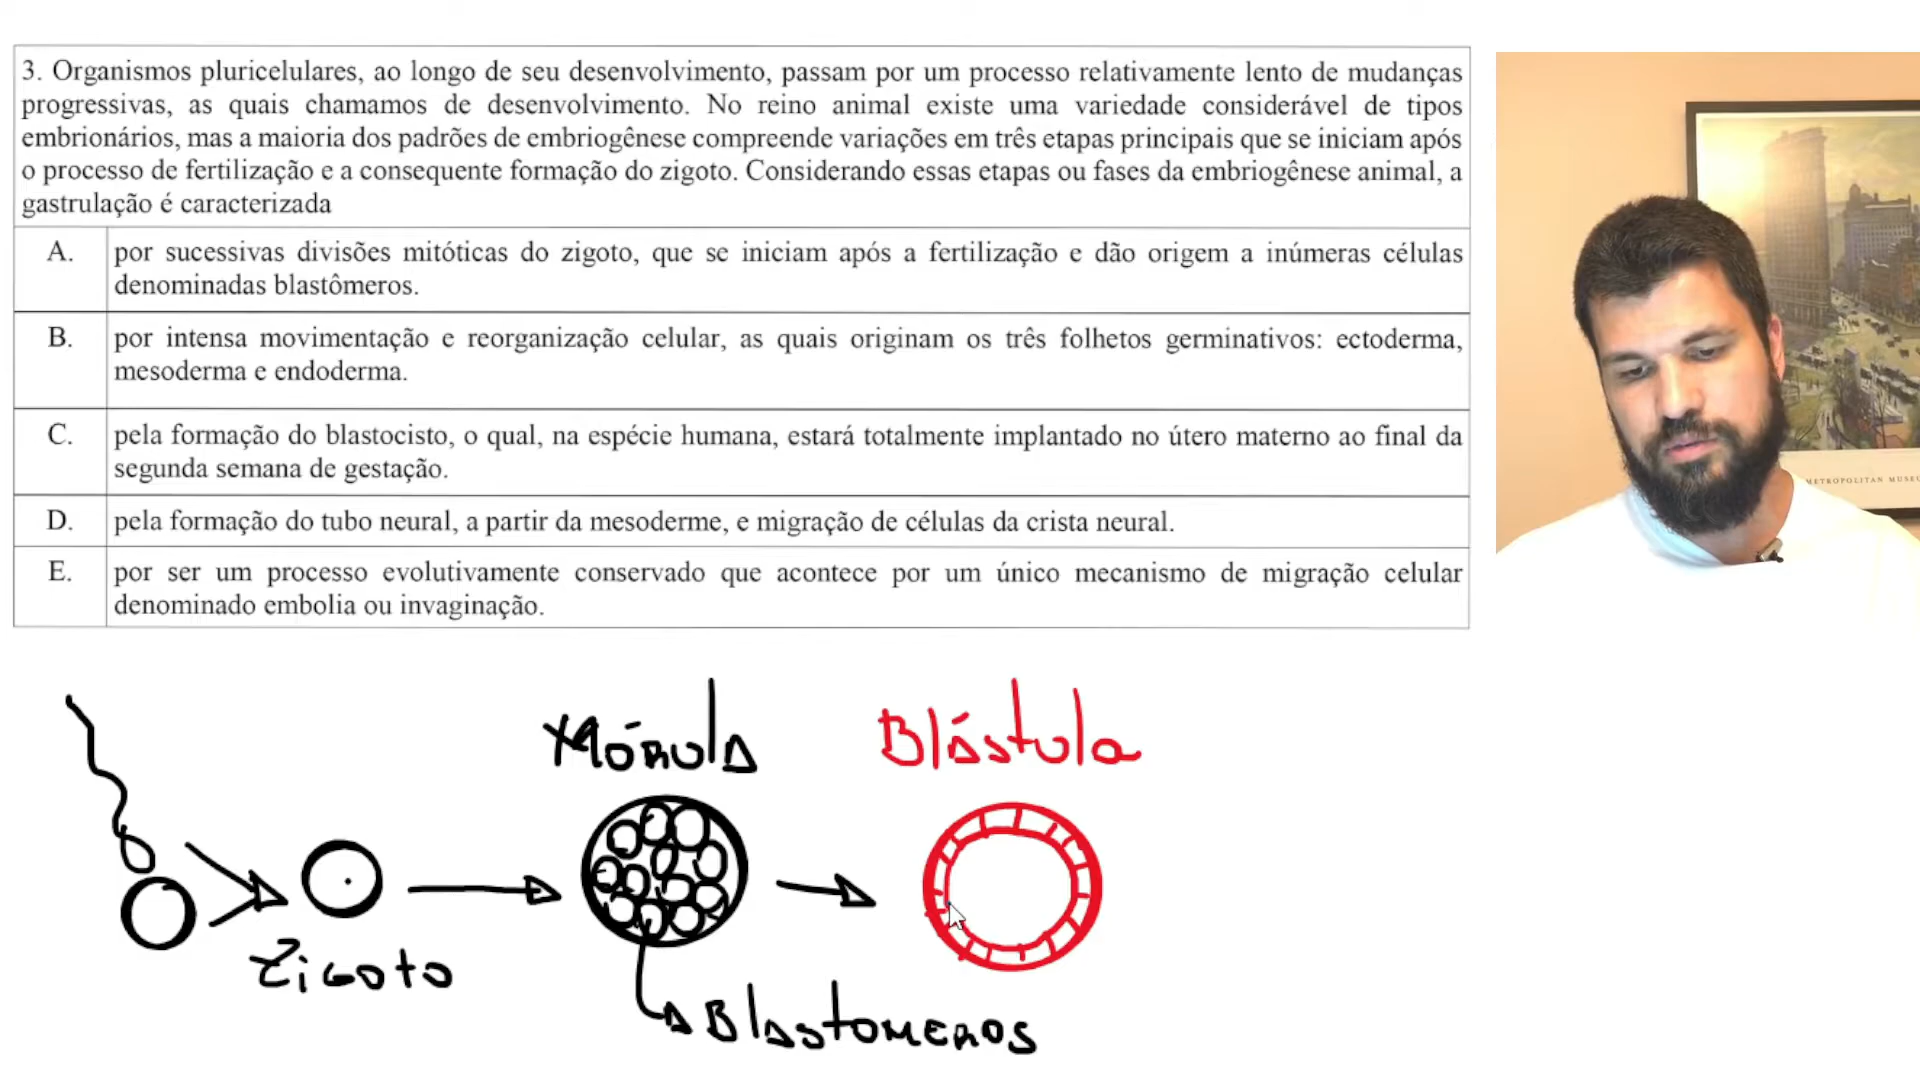 3. Organismos pluricelulares, ao longo de seu desenvolvimento, passam por um processo relativamente lento de mudanças
progressivas, as quais chamamos de desenvolvimento. No reino animal existe uma variedade considerável de tipos
embrionários, mas a maioria dos padrões de embriogênese compreende variações em três etapas principais que se iniciam após
o processo de fertilização e a consequente formação do zigoto. Considerando essas etapas ou fases da embriogênese animal, a
gastrulação é caracterizada
A. por sucessivas divisões mitóticas do zigoto, que se iniciam após a fertilização e dão origem a inúmeras células
denominadas blastômeros.
B. por intensa movimentação e reorganização celular, as quais originam os três folhetos germinativos: ectoderma,
mesoderma e endoderma.
C. pela formação do blastocisto, o qual, na espécie humana, estará totalmente implantado no útero materno ao final da
segunda semana de gestação.
D. pela formação do tubo neural, a partir da mesoderme, e migração de células da crista neural.
E. por ser um processo evolutivamente conservado que acontece por um único mecanismo de migração celular
denominado embolia ou invaginação.
METROPOLITAN
Mórula
Blástula
Zigoto
Blastomeros